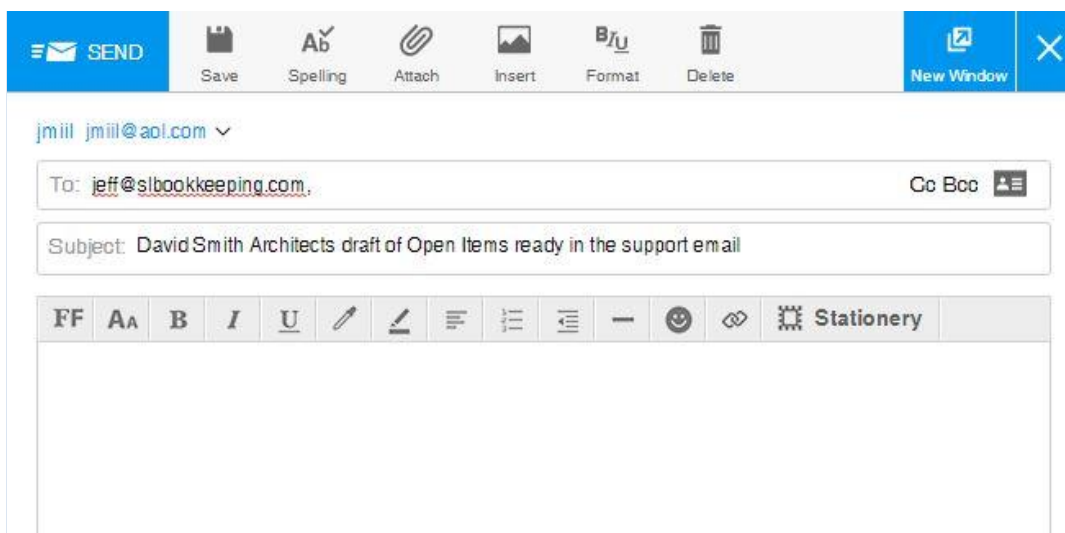 SEND Save Spelling Attach Insert Format Delete New Window
jmiil jmiil@aol.com
To: jeff@slbookkeeping.com, Cc Bcc
Subject: David Smith Architects draft of Open Items ready in the support email
FF AA B I U Stationery